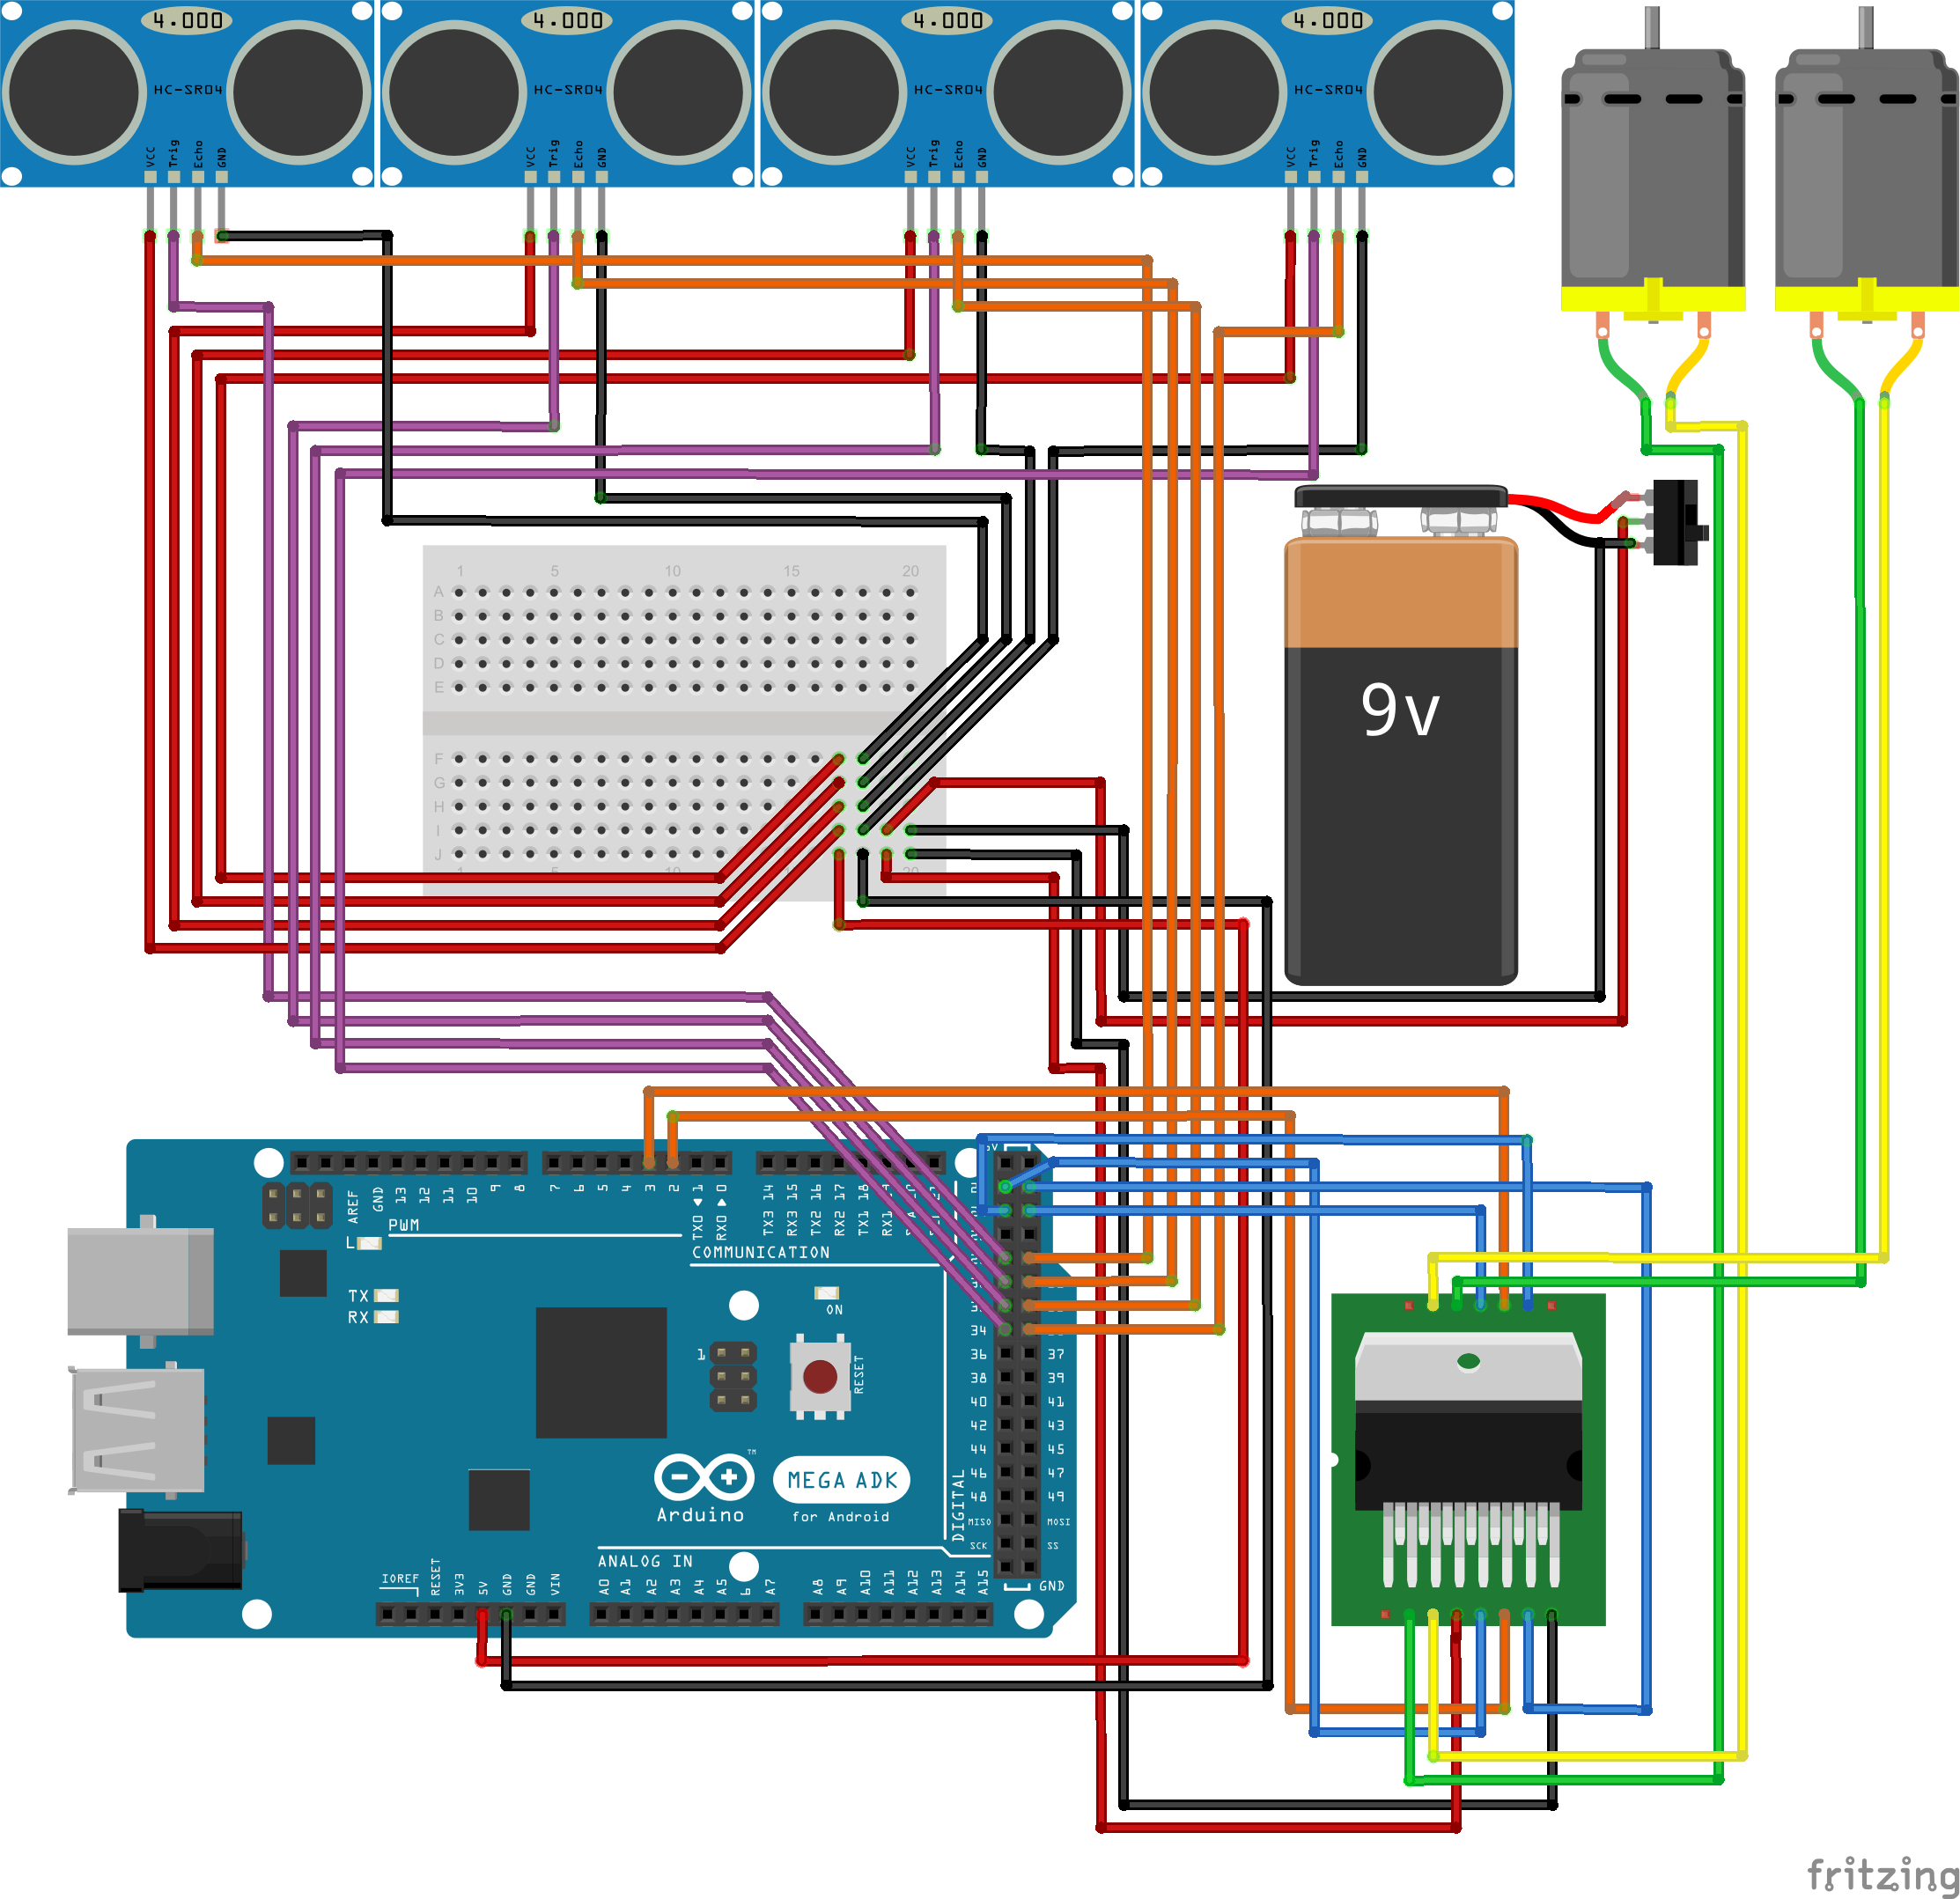 4.000 4.000 4.000 4.000
HC-SR04 HC-SR04 HC-SR04 HC-SR04
VCC Trig Echo GND VCC Trig Echo GND VCC Trig Echo GND VCC Trig Echo GND
1 5 10 15 20
A
B
C
D
E
9v
F
G
H
I
J
AREF GND 13 12 11 10 9 8 7 6 5 4 3 2 1 0
TX0 RX0 TX3 14 RX3 15 TX2 16 RX2 17 TX1 18
PWM
L
COMMUNICATION
TX
RX
ON
34
1
36 37
RESET
38 39
40 41
42 43
44 45
46 47
48 49
MISO MOSI
SCK SS
DIGITAL
MEGA ADK
TM
Arduino
for Android
ANALOG IN
IOREF RESET 3V3 5V GND GND VIN
A0 A1 A2 A3 A4 A5 6 A7 A8 A9 A10 A11 A12 A13 A14 A15
GND
fritzing